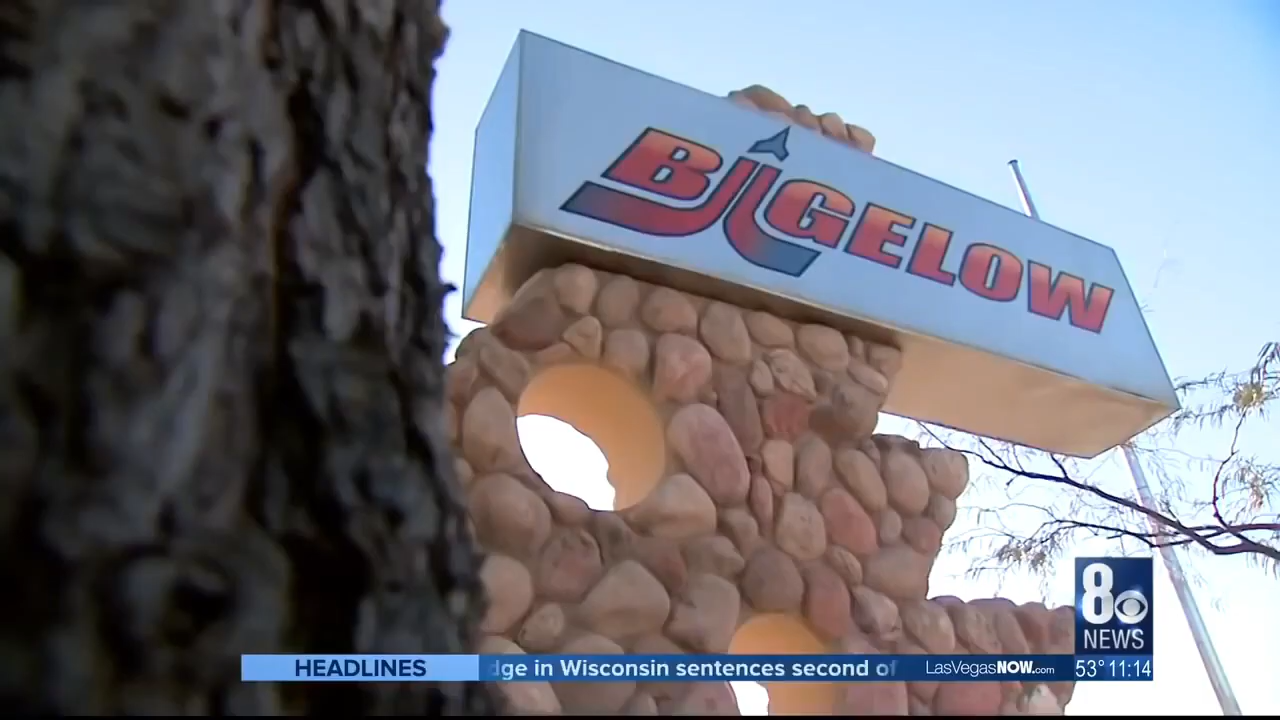 BIGELOW
8
NEWS
HEADLINES
dge in Wisconsin sentences second of
LasVegasNOW.com
53° 11:14